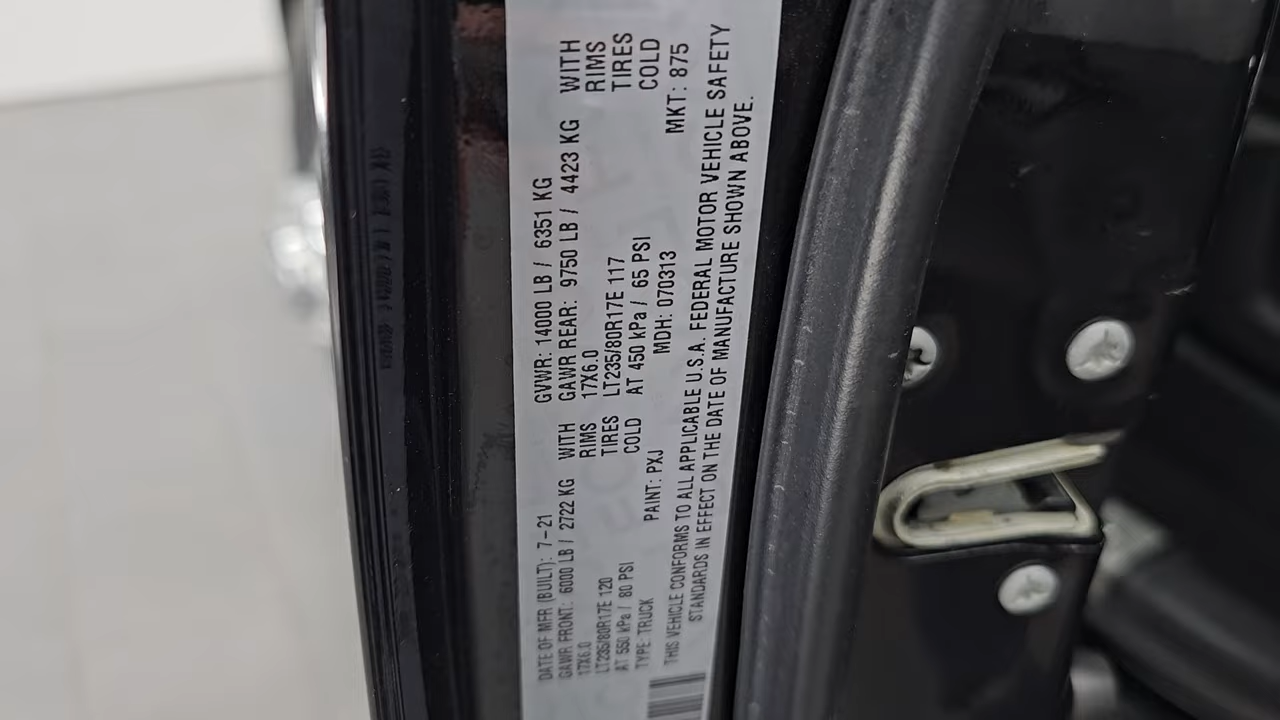 DATE OF MFR (BUILT): 7-21 GVWR: 14000 LB / 6351 KG
GAWR FRONT: 6000 LB / 2722 KG WITH GAWR REAR: 9750 LB / 4423 KG WITH
17X6.0 RIMS 17X6.0 RIMS
LT235/80R17E 120 TIRES LT235/80R17E 117 TIRES
AT 550 kPa / 80 PSI COLD AT 450 kPa / 65 PSI COLD
TYPE: TRUCK PAINT: PXJ MDH: 070313 MKT: 875
THIS VEHICLE CONFORMS TO ALL APPLICABLE U.S.A. FEDERAL MOTOR VEHICLE SAFETY
STANDARDS IN EFFECT ON THE DATE OF MANUFACTURE SHOWN ABOVE.